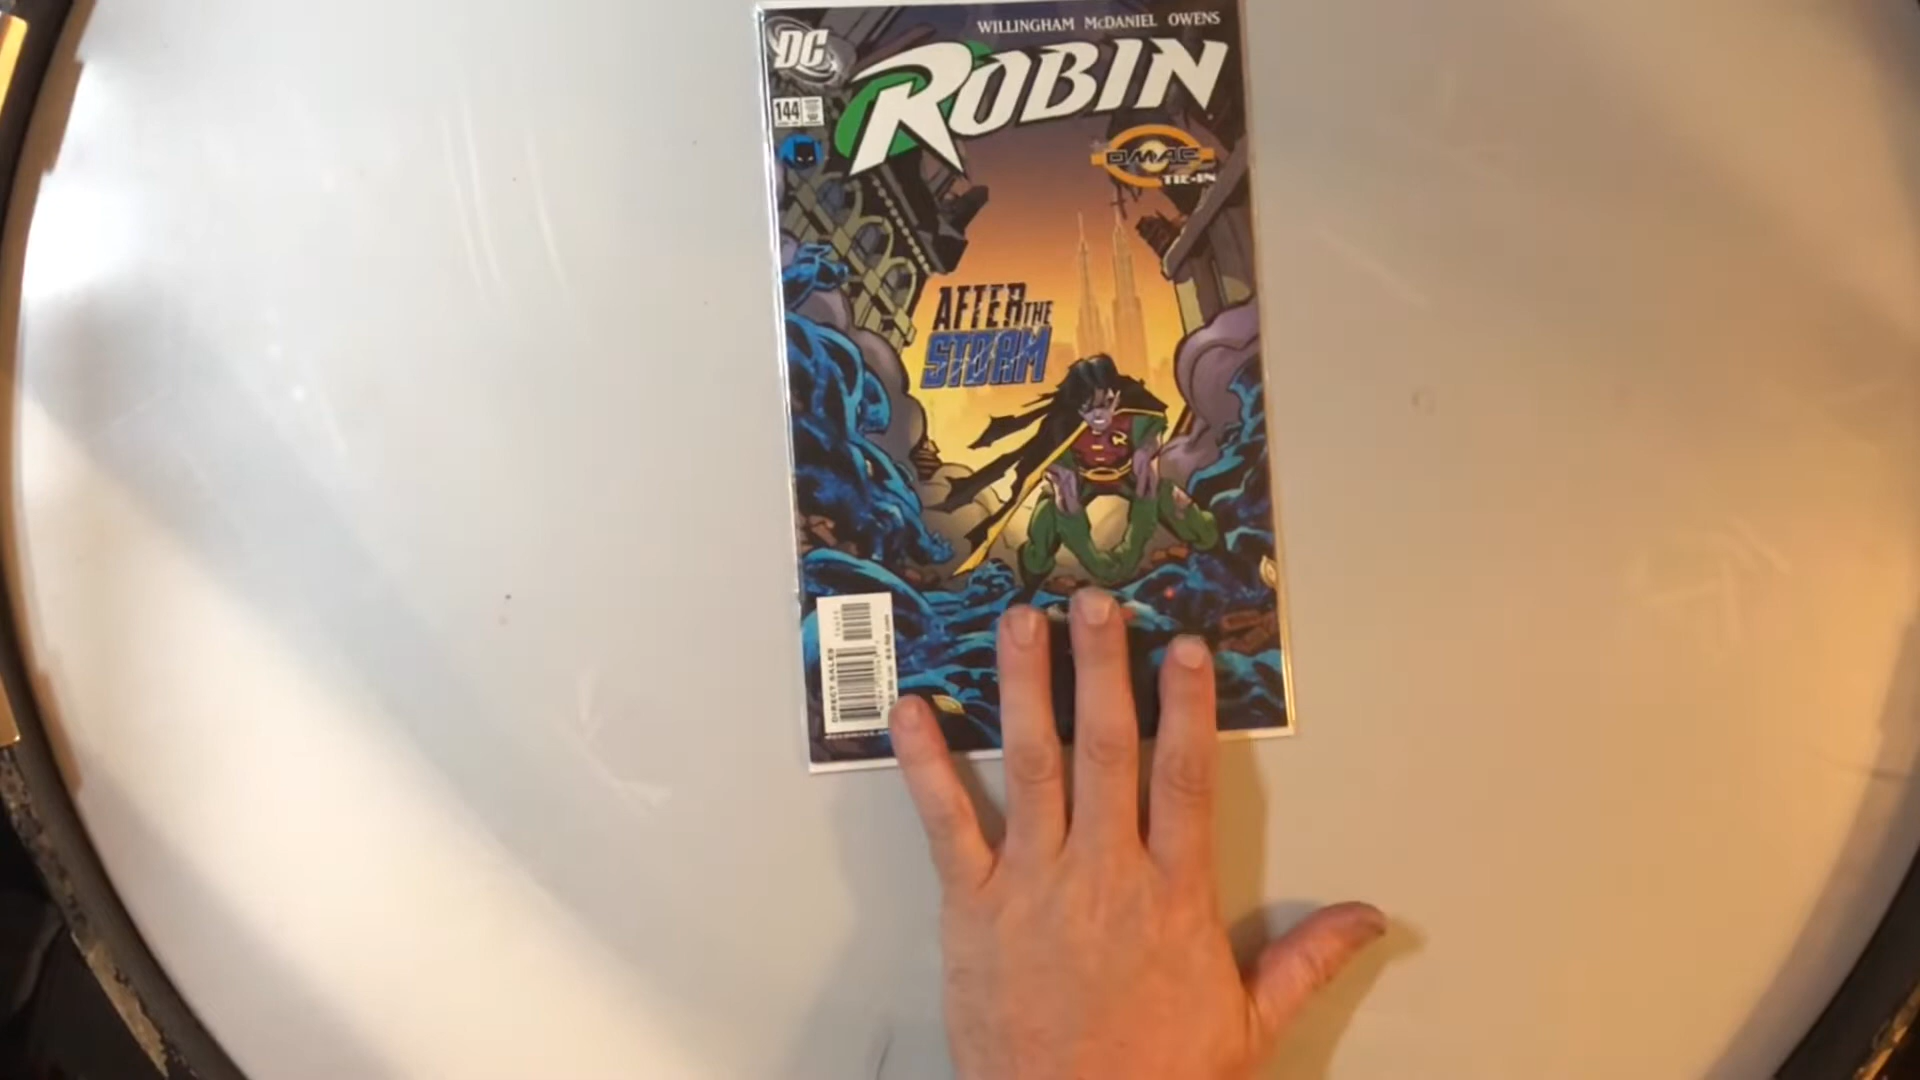 WILLINGHAM McDANIEL OWENS
DC
ROBIN
144
OMAC
TIE-IN
AFTER THE
STORM
R
DIRECT SALES